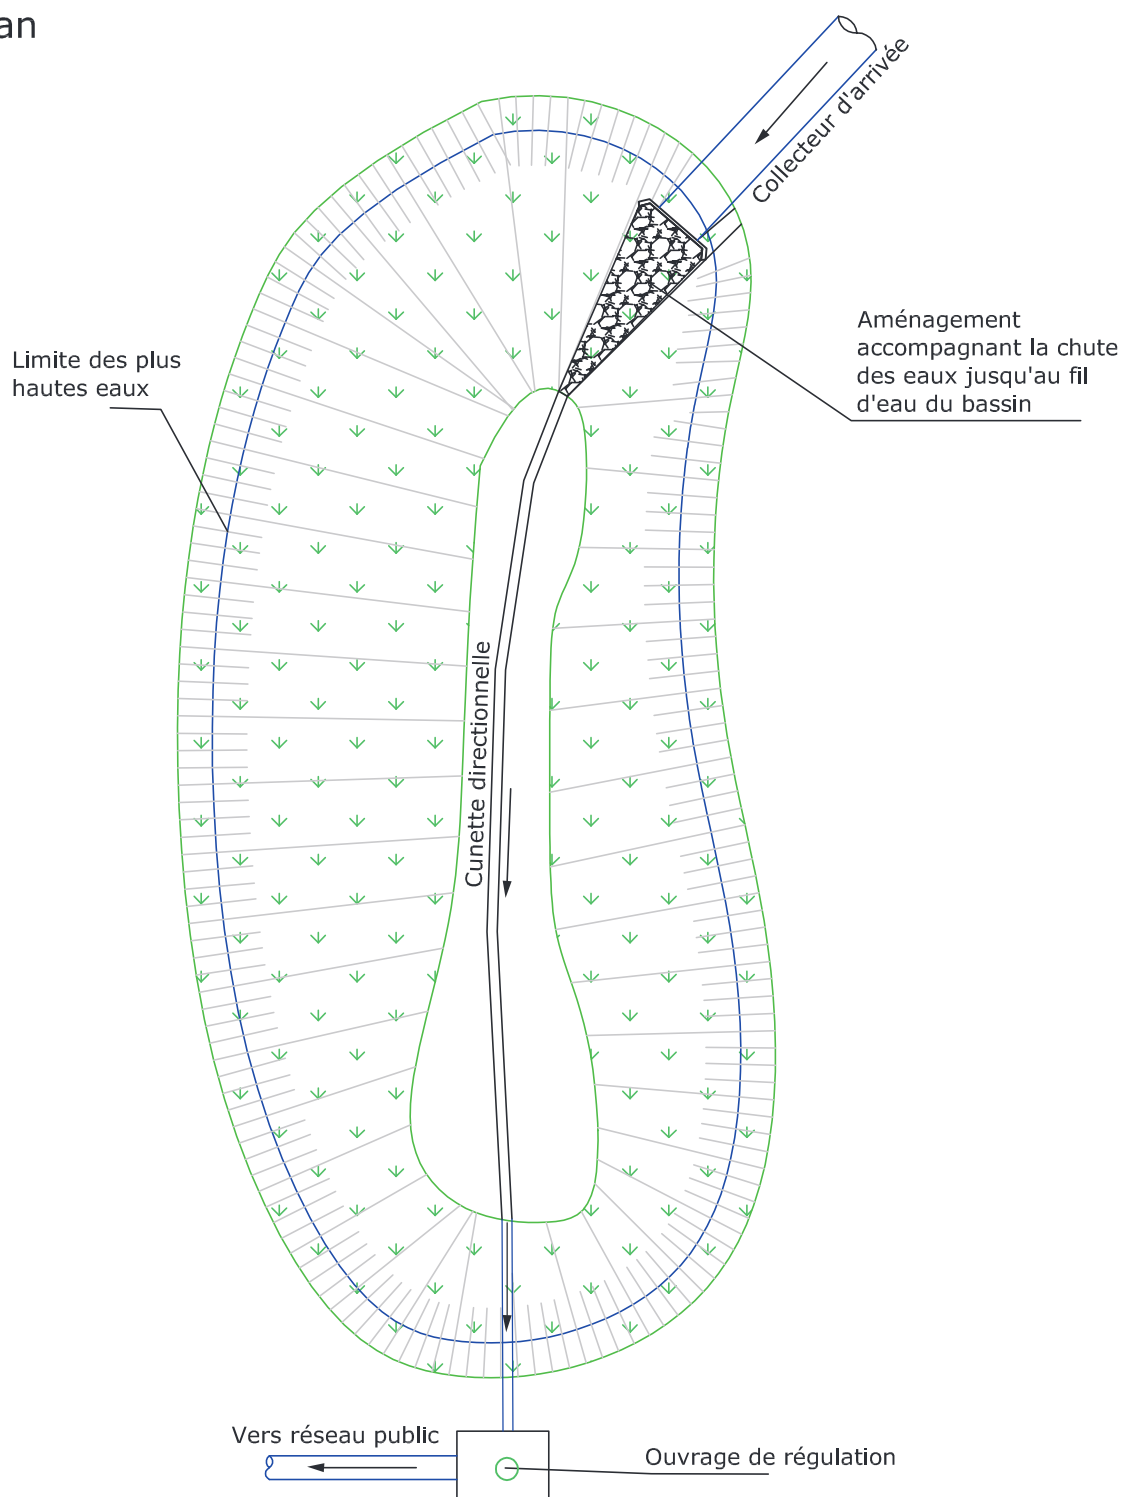 an
Collecteur d'arrivée
Aménagement
accompagnant la chute
des eaux jusqu'au fil
d'eau du bassin
Limite des plus
hautes eaux
Cunette directionnelle
Vers réseau public
Ouvrage de régulation